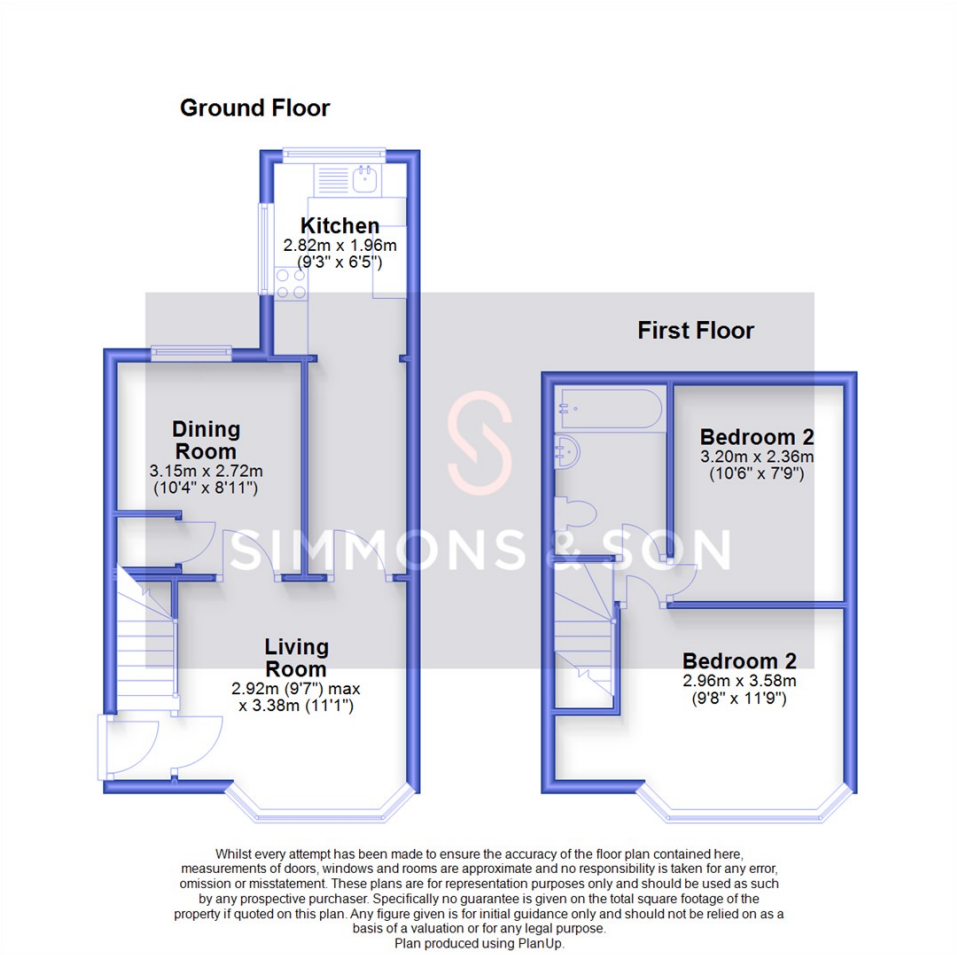 Ground Floor
Kitchen
2.82m x 1.96m
(9'3" x 6'5")
First Floor
Dining
Room
3.15m x 2.72m
(10'4" x 8'11")
Bedroom 2
3.20m x 2.36m
(10'6" x 7'9")
SIMMONS & SON
Living
Room
2.92m (9'7") max
x 3.38m (11'1")
Bedroom 2
2.96m x 3.58m
(9'8" x 11'9")
Whilst every attempt has been made to ensure the accuracy of the floor plan contained here,
measurements of doors, windows and rooms are approximate and no responsibility is taken for any error,
omission or misstatement. These plans are for representation purposes only and should be used as such
by any prospective purchaser. Specifically no guarantee is given on the total square footage of the
property if quoted on this plan. Any figure given is for initial guidance only and should not be relied on as a
basis of a valuation or for any legal purpose.
Plan produced using PlanUp.